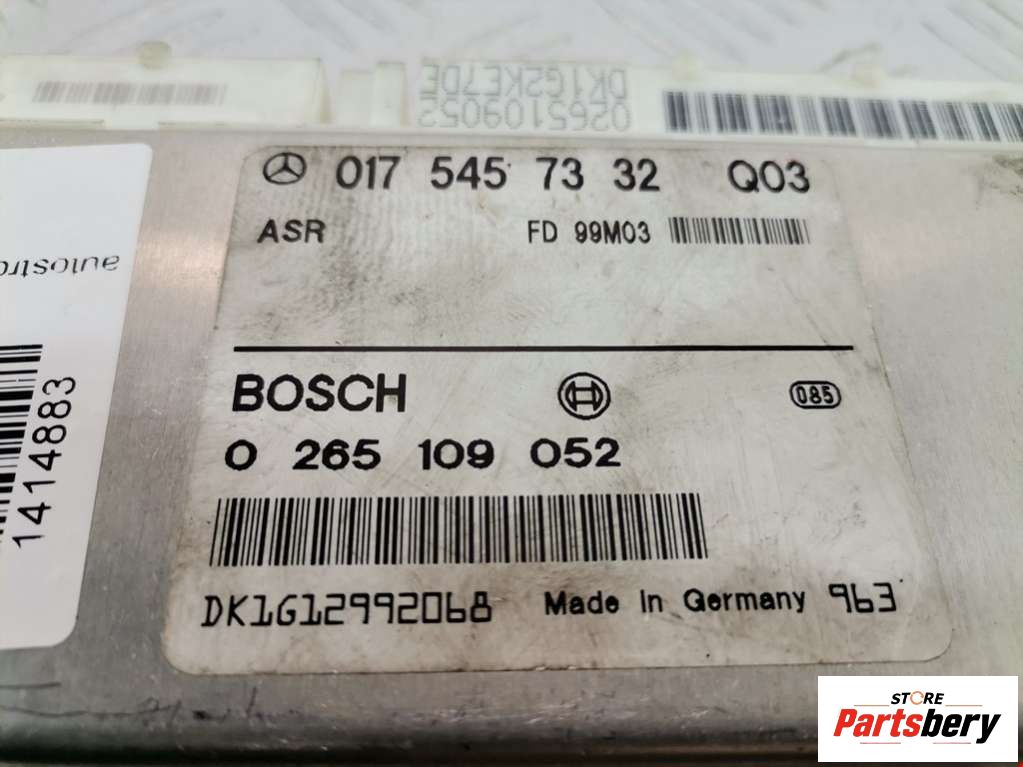 0265109052
DK1G2KE7DE
017 545 73 32 Q03
ASR FD 99M03
BOSCH
085
0 265 109 052
DK1G12992068 Made In Germany 963
1414883
STORE
Partsbery